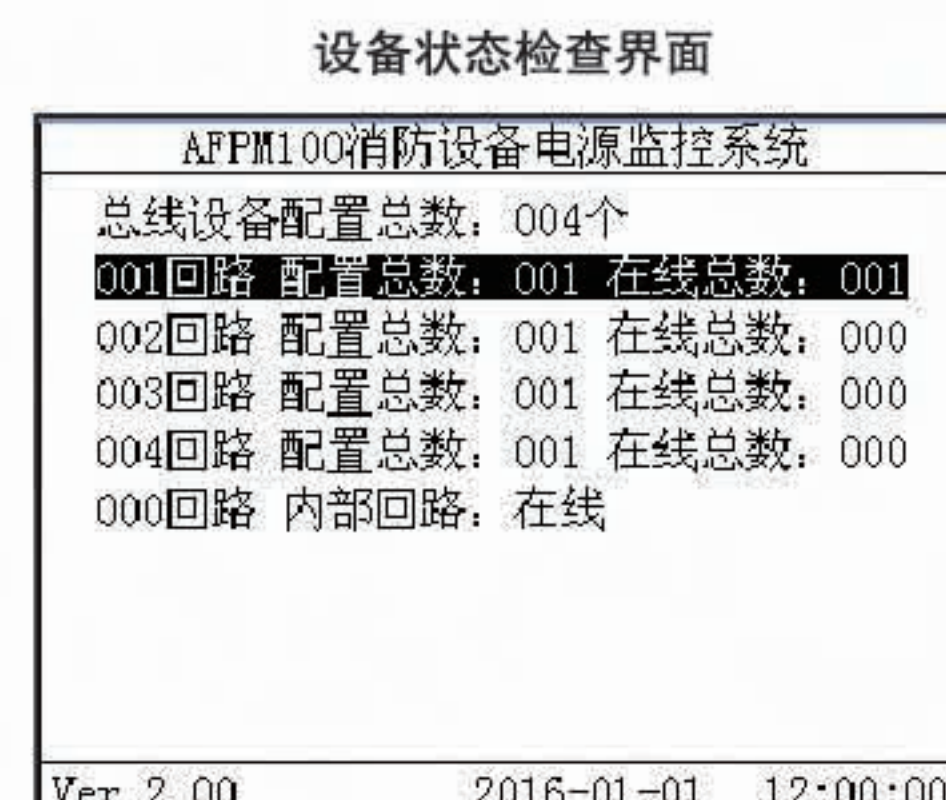 设备状态检查界面
AFPM100消防设备电源监控系统
总线设备配置总数：004个
001回路 配置总数：001 在线总数：001
002回路 配置总数：001 在线总数：000
003回路 配置总数：001 在线总数：000
004回路 配置总数：001 在线总数：000
000回路 内部回路：在线
Ver 2.00 2016-01-01 12:00:00